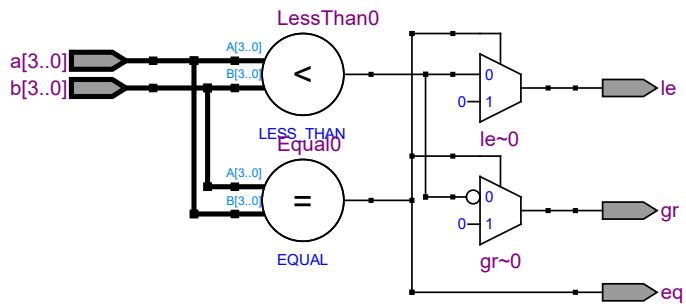 LessThan0
a[3..0]
A[3..0]
b[3..0]
B[3..0]
<
0
1
0
le
le~0
LESS_THAN
Equal0
A[3..0]
B[3..0]
=
0
1
0
gr
gr~0
EQUAL
eq